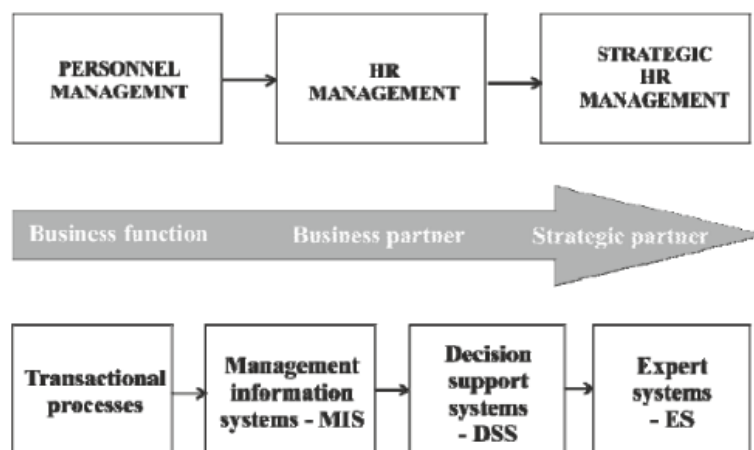 PERSONNEL
MANAGEMNT
HR
MANAGEMENT
STRATEGIC
HR
MANAGEMENT
Business function
Business partner
Strategic partner
Transactional
processes
Management
information
systems - MIS
Decision
support
systems
- DSS
Expert
systems
- ES